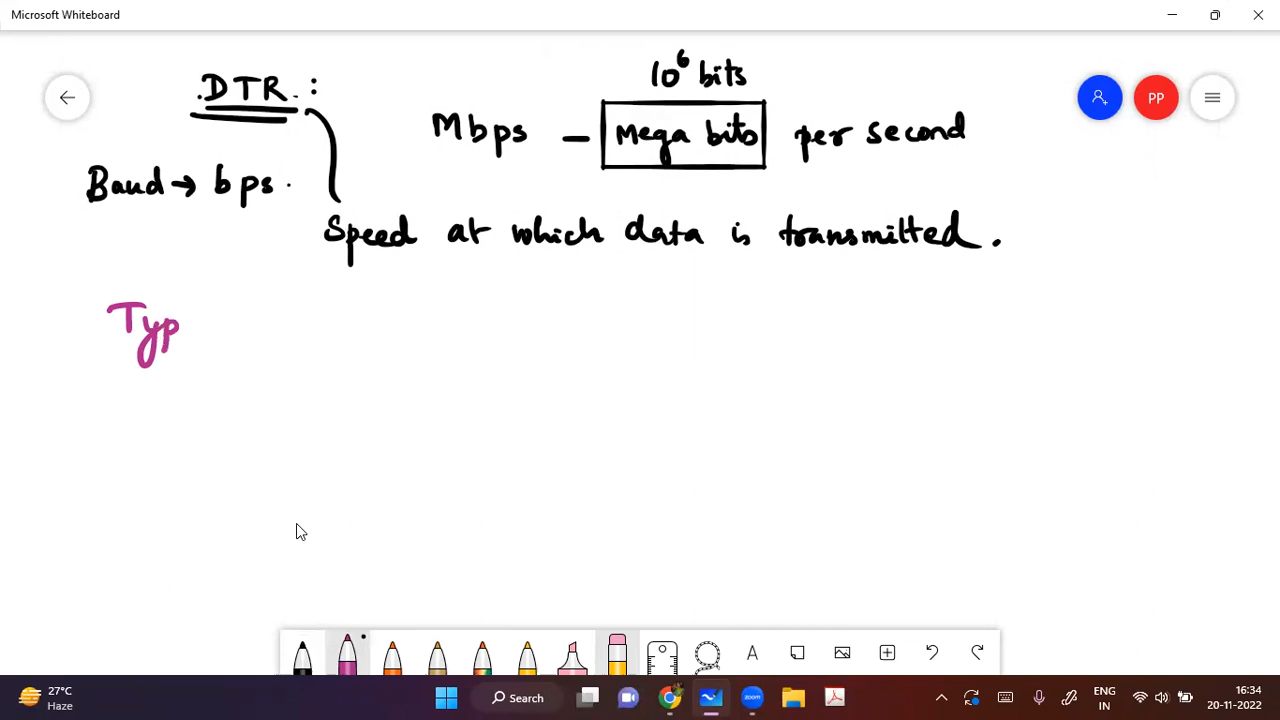 Microsoft Whiteboard
10⁶ bits
.DTR. :
Mbps – Mega bits per second
PP
Baud → bps.
Speed at which data is transmitted.
Typ
A
27°C
Haze
Search
zoom
ENG
IN
16:34
20-11-2022